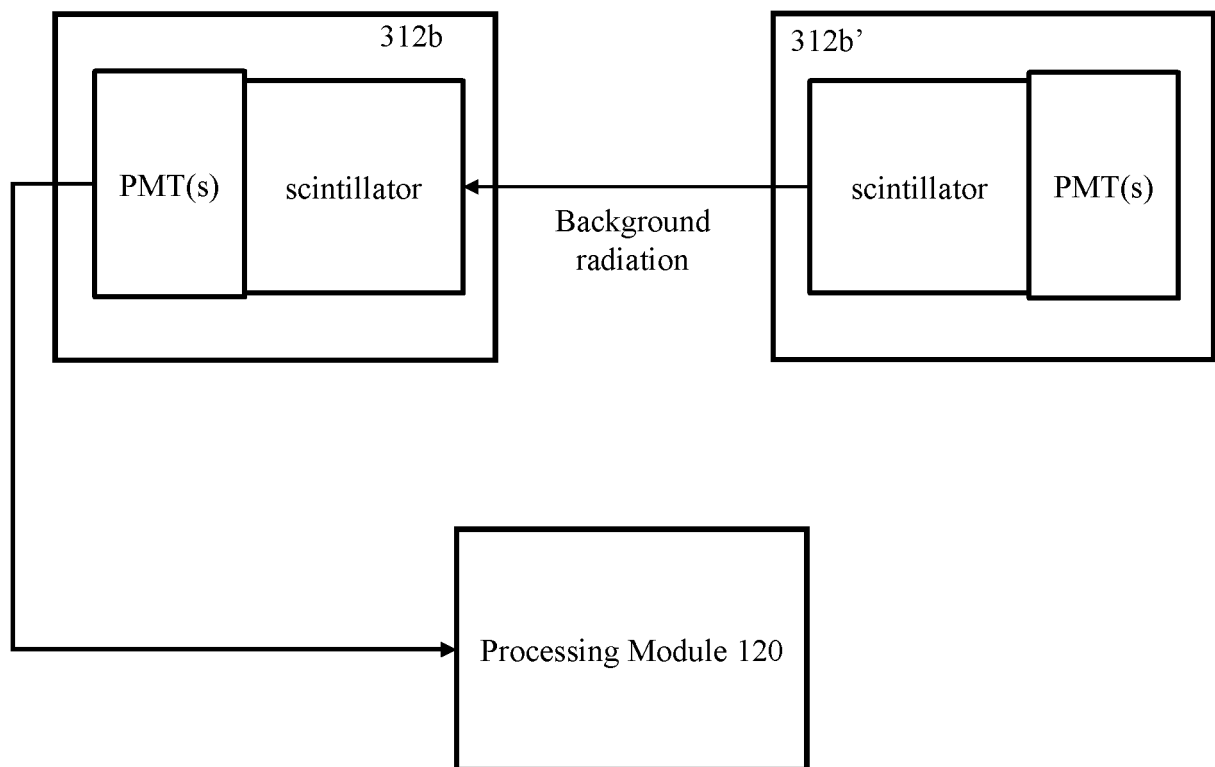 312b
312b’
PMT(s)
scintillator
Background
radiation
scintillator
PMT(s)
Processing Module 120